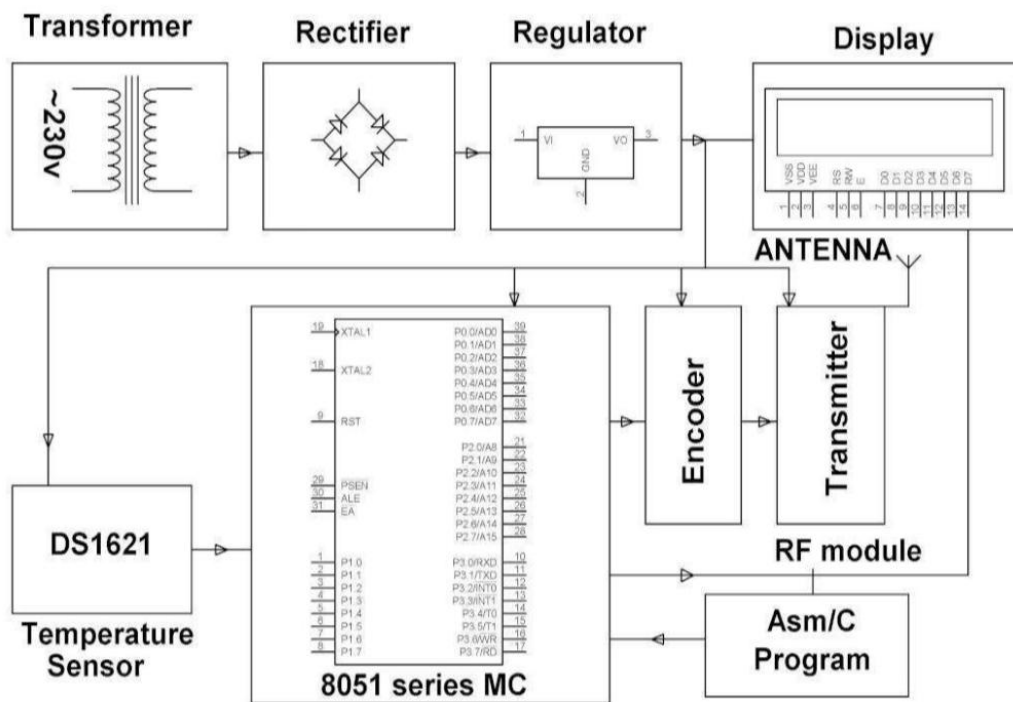 Transformer
Rectifier
Regulator
Display
~230v
1
VI
VO
3
GND
2
VSS
VDD
VEE
RS
RW
E
D0
D1
D2
D3
D4
D5
D6
D7
1
2
3
4
5
6
7
8
9
10
11
12
13
14
ANTENNA
19
XTAL1
18
XTAL2
9
RST
29
PSEN
30
ALE
31
EA
1
P1.0
2
P1.1
3
P1.2
4
P1.3
5
P1.4
6
P1.5
7
P1.6
8
P1.7
P0.0/AD0
39
P0.1/AD1
38
P0.2/AD2
37
P0.3/AD3
36
P0.4/AD4
35
P0.5/AD5
34
P0.6/AD6
33
P0.7/AD7
32
P2.0/A8
21
P2.1/A9
22
P2.2/A10
23
P2.3/A11
24
P2.4/A12
25
P2.5/A13
26
P2.6/A14
27
P2.7/A15
28
P3.0/RXD
10
P3.1/TXD
11
P3.2/INT0
12
P3.3/INT1
13
P3.4/T0
14
P3.5/T1
15
P3.6/WR
16
P3.7/RD
17
8051 series MC
Encoder
Transmitter
RF module
DS1621
Temperature
Sensor
Asm/C
Program